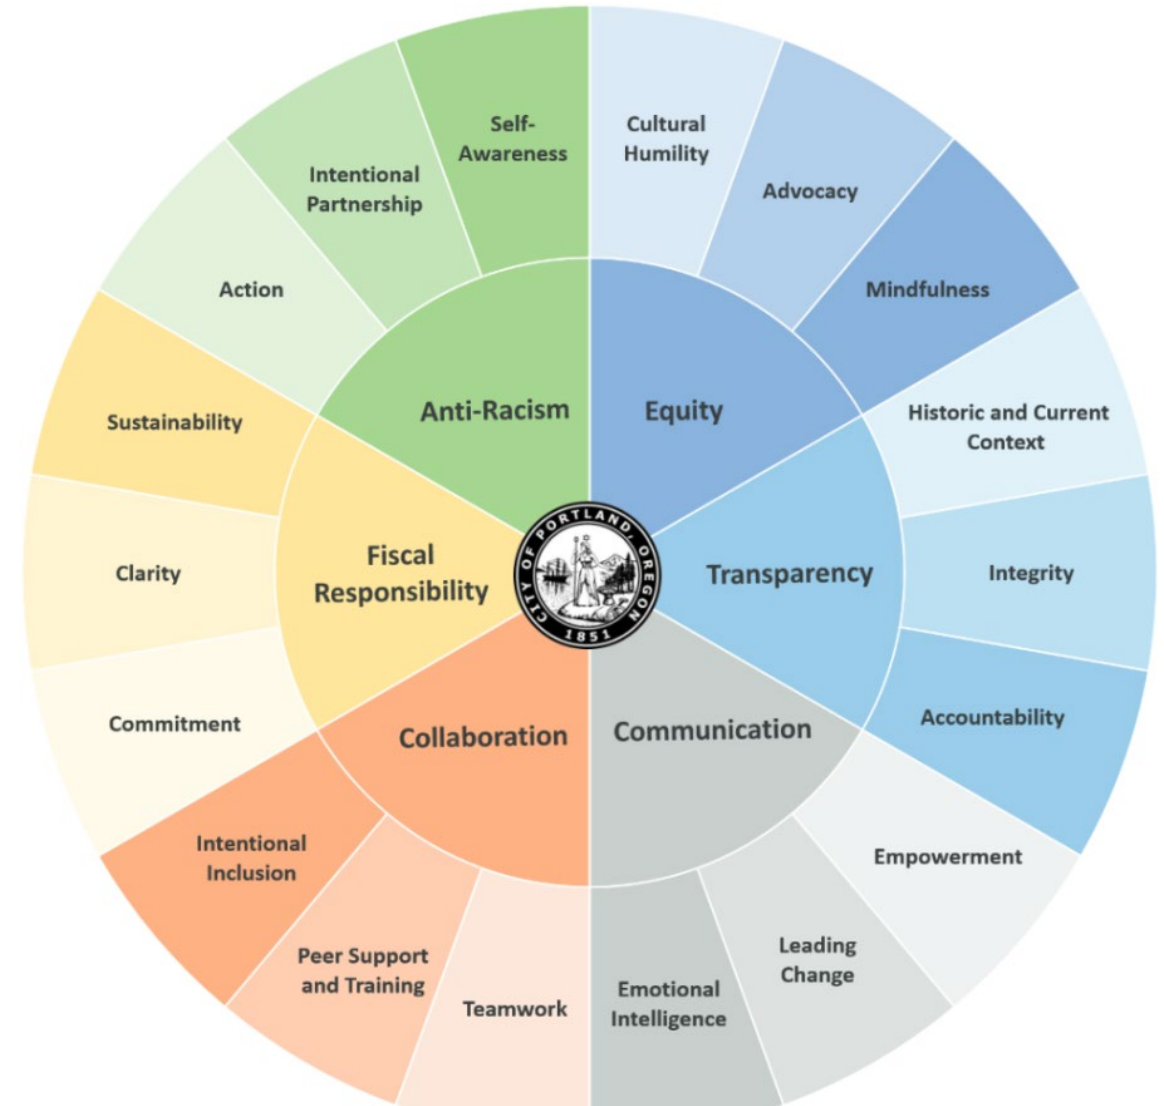 Self-
Awareness
Cultural
Humility
Advocacy
Mindfulness
Historic and Current
Context
Integrity
Accountability
Empowerment
Leading
Change
Emotional
Intelligence
Teamwork
Peer Support
and Training
Intentional
Inclusion
Commitment
Clarity
Sustainability
Action
Intentional
Partnership
Anti-Racism
Equity
Transparency
Communication
Collaboration
Fiscal
Responsibility
CITY OF PORTLAND, OREGON
1851